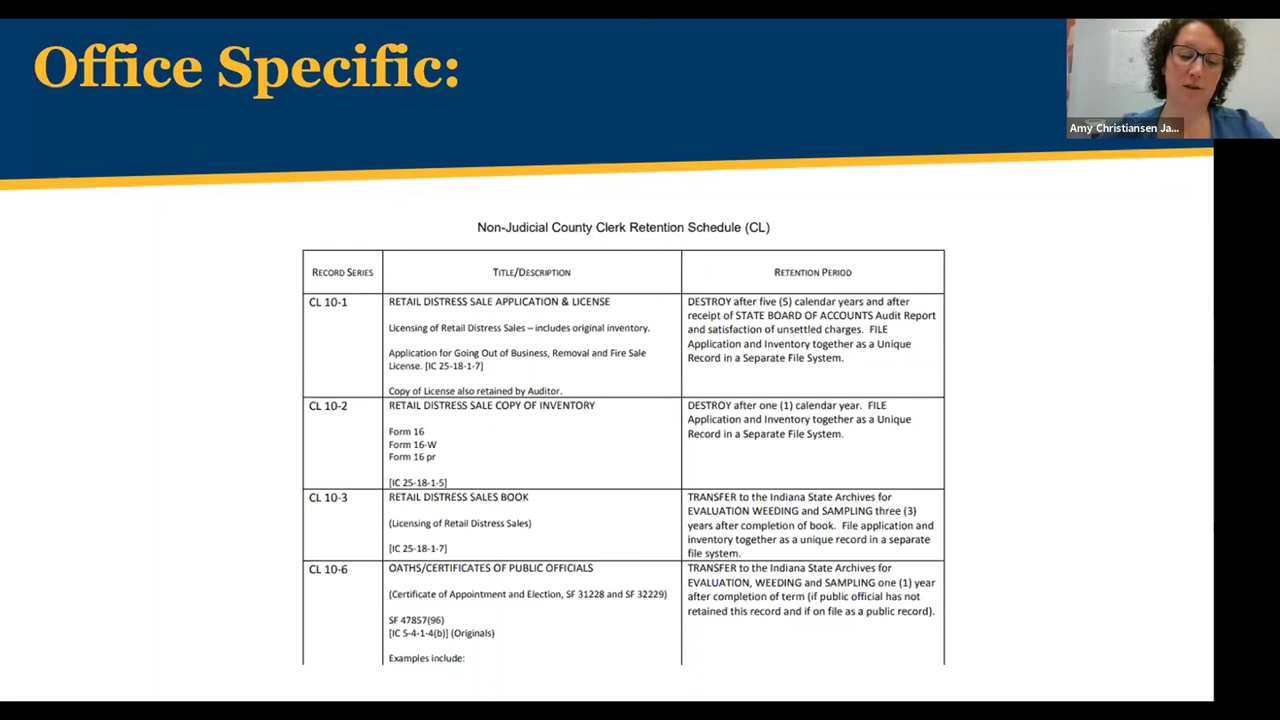 Office Specific:
Amy Christiansen Ja...
Non-Judicial County Clerk Retention Schedule (CL)
RECORD SERIES
TITLE/DESCRIPTION
RETENTION PERIOD
CL 10-1
RETAIL DISTRESS SALE APPLICATION & LICENSE
Licensing of Retail Distress Sales – includes original inventory.
Application for Going Out of Business, Removal and Fire Sale
License. [IC 25-18-1-7]
Copy of License also retained by Auditor.
DESTROY after five (5) calendar years and after
receipt of STATE BOARD OF ACCOUNTS Audit Report
and satisfaction of unsettled charges. FILE
Application and Inventory together as a Unique
Record in a Separate File System.
CL 10-2
RETAIL DISTRESS SALE COPY OF INVENTORY
Form 16
Form 16-W
Form 16 pr
[IC 25-18-1-5]
DESTROY after one (1) calendar year. FILE
Application and Inventory together as a Unique
Record in a Separate File System.
CL 10-3
RETAIL DISTRESS SALES BOOK
(Licensing of Retail Distress Sales)
[IC 25-18-1-7]
TRANSFER to the Indiana State Archives for
EVALUATION WEEDING and SAMPLING three (3)
years after completion of book. File application and
inventory together as a unique record in a separate
file system.
CL 10-6
OATHS/CERTIFICATES OF PUBLIC OFFICIALS
(Certificate of Appointment and Election, SF 31228 and SF 32229)
SF 47857(96)
[IC 5-4-1-4(b)] (Originals)
Examples include:
TRANSFER to the Indiana State Archives for
EVALUATION, WEEDING and SAMPLING one (1) year
after completion of term (if public official has not
retained this record and if on file as a public record).